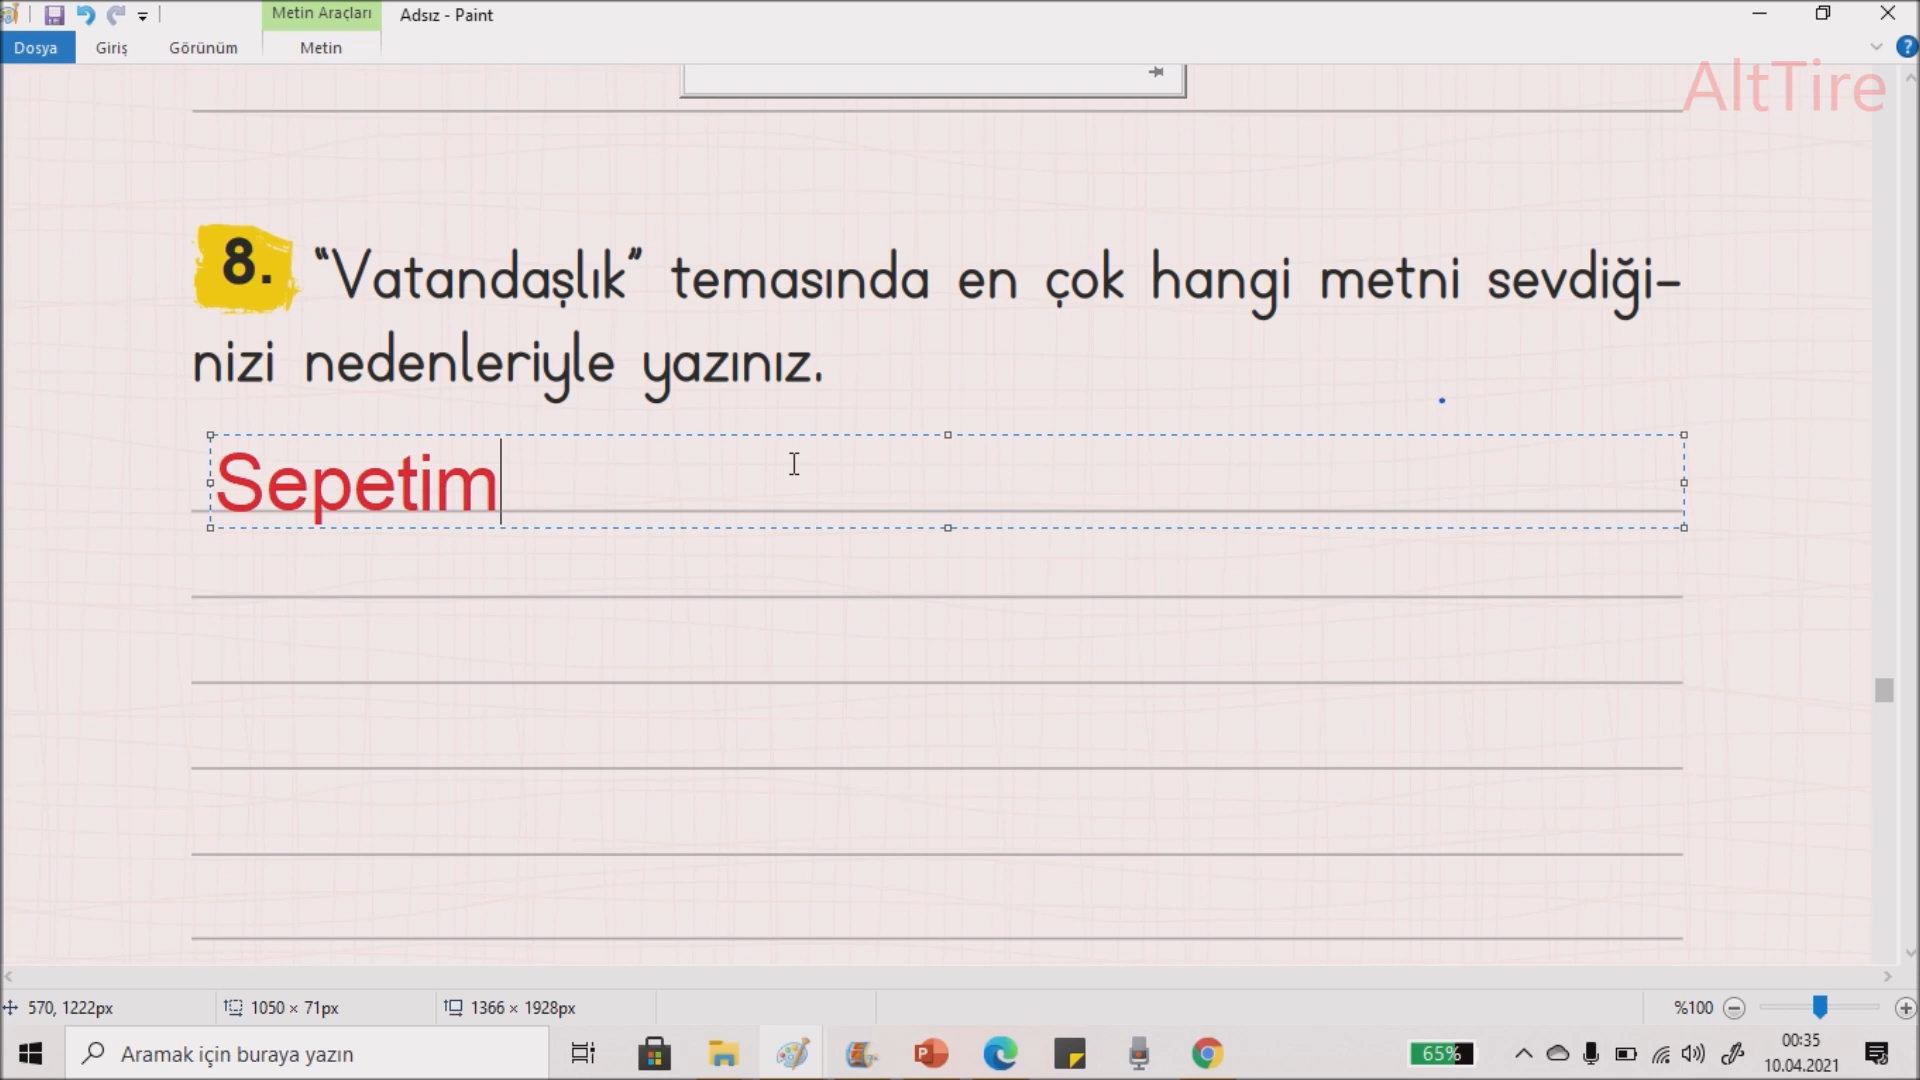 Metin Araçları
Adsız - Paint
Dosya
Giriş
Görünüm
Metin
AltTire
8. “Vatandaşlık” temasında en çok hangi metni sevdiği-
nizi nedenleriyle yazınız.
Sepetim
570, 1222px
1050 × 71px
1366 × 1928px
%100
Aramak için buraya yazın
65%
00:35
10.04.2021